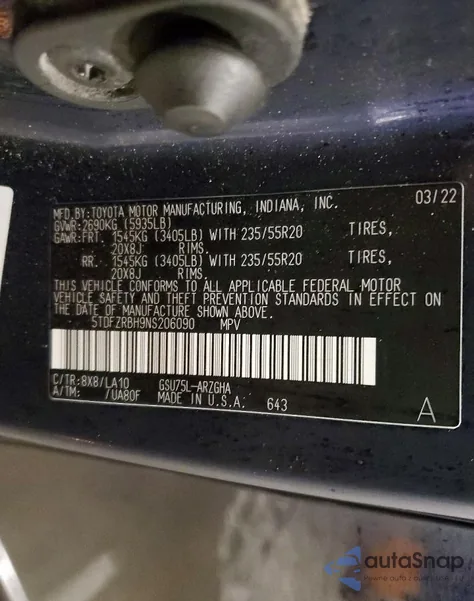 MFD.BY:TOYOTA MOTOR MANUFACTURING, INDIANA, INC. 03/22
GVWR:2690KG (5935LB)
GAWR:FRT. 1545KG (3405LB) WITH 235/55R20 TIRES,
20X8J RIMS.
RR. 1545KG (3405LB) WITH 235/55R20 TIRES,
20X8J RIMS.
THIS VEHICLE CONFORMS TO ALL APPLICABLE FEDERAL MOTOR
VEHICLE SAFETY AND THEFT PREVENTION STANDARDS IN EFFECT ON
THE DATE OF MANUFACTURE SHOWN ABOVE.
5TDFZRBH9NS206090 MPV
C/TR:8X8/LA10 GSU75L-ARZGHA
A/TM: /UA80F MADE IN U.S.A. 643 A
autoSnap